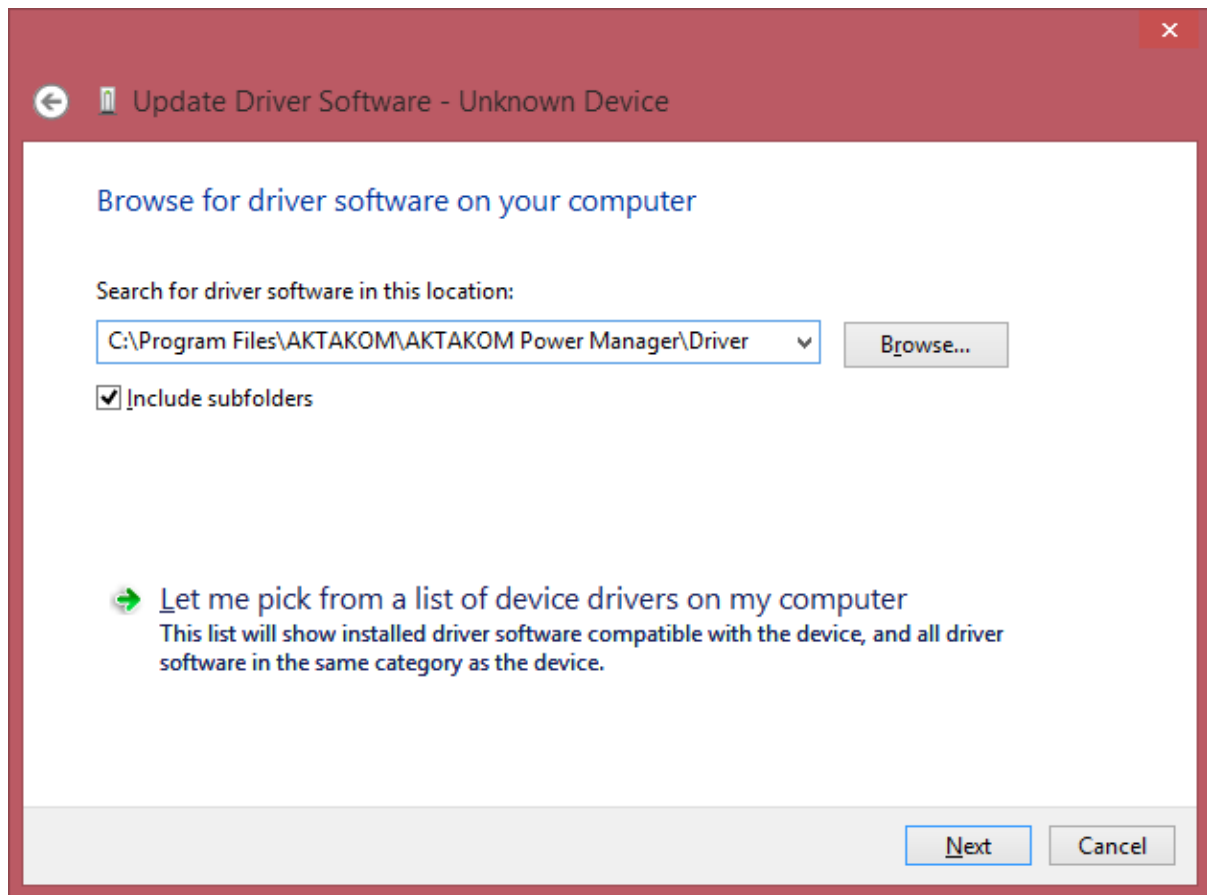 Update Driver Software - Unknown Device
Browse for driver software on your computer
Search for driver software in this location:
C:\Program Files\AKTAKOM\AKTAKOM Power Manager\Driver
Browse...
Include subfolders
Let me pick from a list of device drivers on my computer
This list will show installed driver software compatible with the device, and all driver
software in the same category as the device.
Next
Cancel